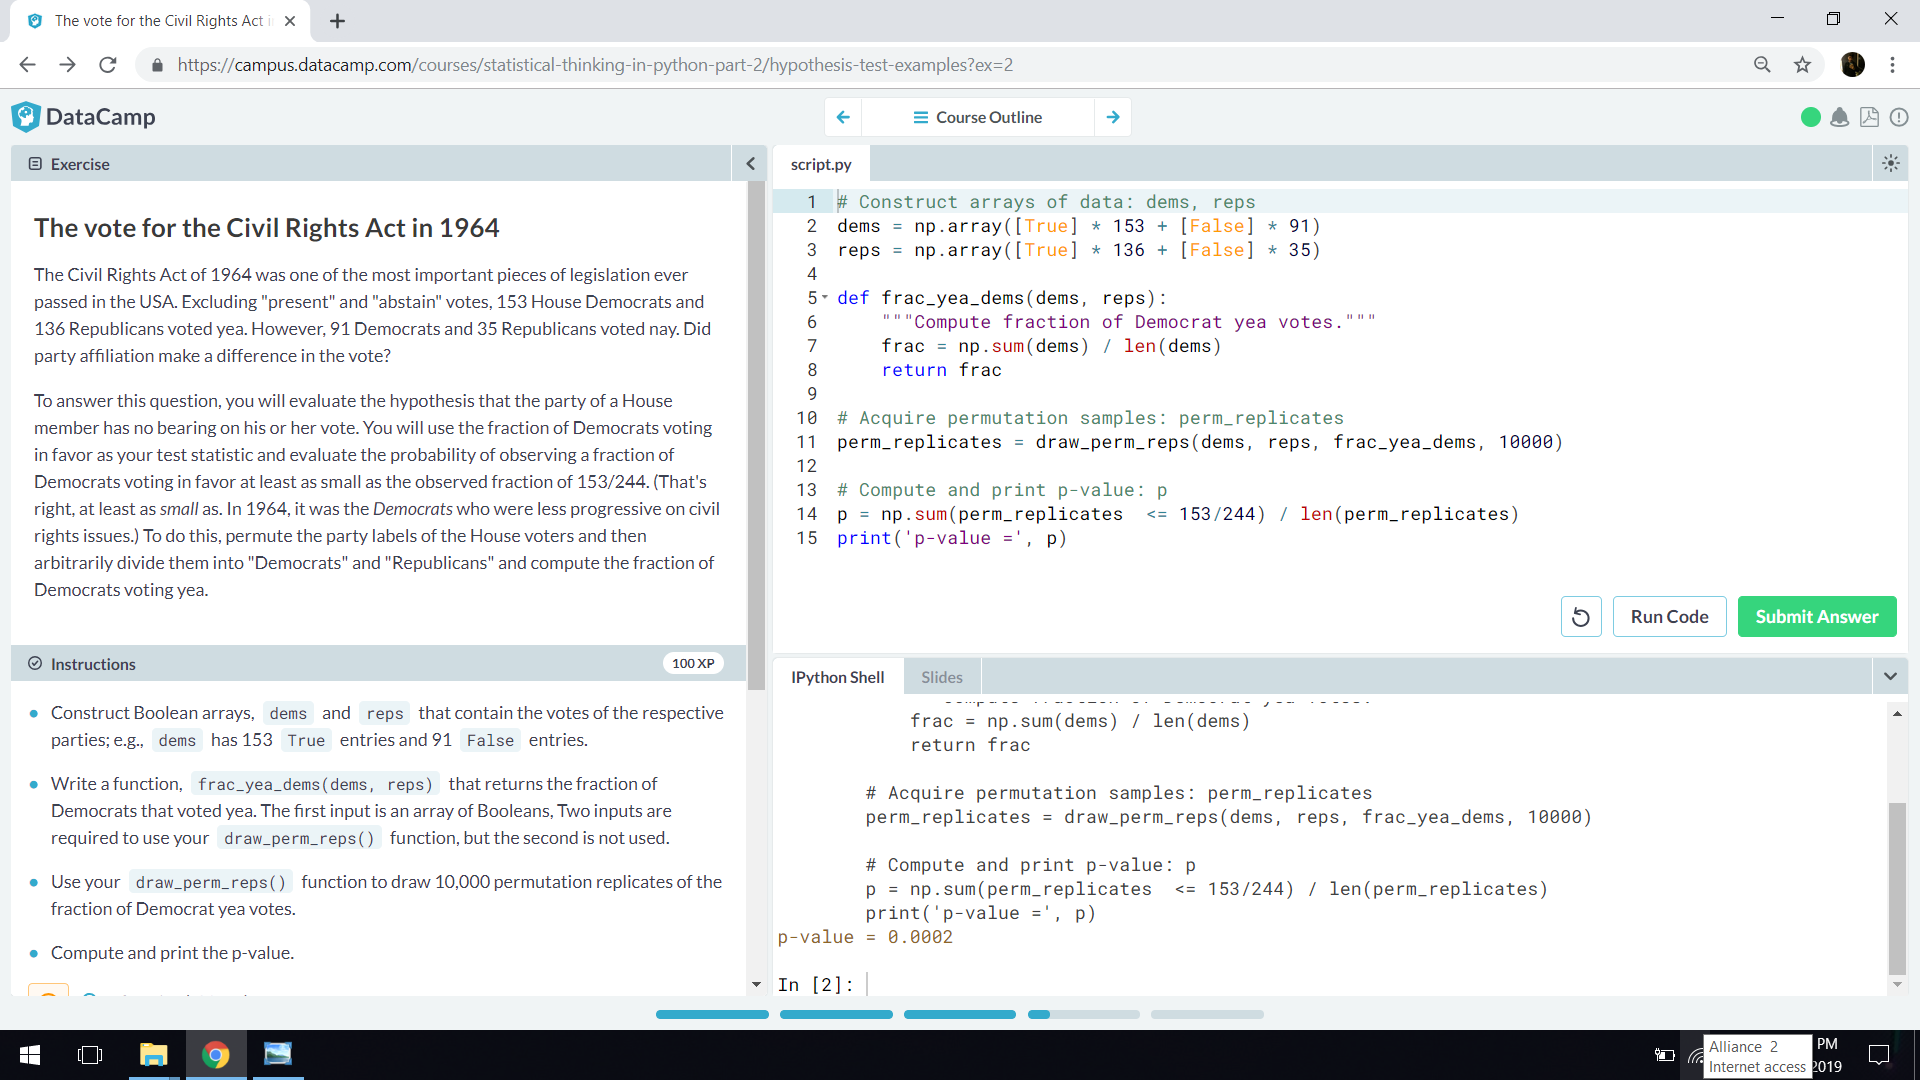 The vote for the Civil Rights Act i
https://campus.datacamp.com/courses/statistical-thinking-in-python-part-2/hypothesis-test-examples?ex=2
DataCamp
Course Outline
Exercise
The vote for the Civil Rights Act in 1964
The Civil Rights Act of 1964 was one of the most important pieces of legislation ever
passed in the USA. Excluding "present" and "abstain" votes, 153 House Democrats and
136 Republicans voted yea. However, 91 Democrats and 35 Republicans voted nay. Did
party affiliation make a difference in the vote?
To answer this question, you will evaluate the hypothesis that the party of a House
member has no bearing on his or her vote. You will use the fraction of Democrats voting
in favor as your test statistic and evaluate the probability of observing a fraction of
Democrats voting in favor at least as small as the observed fraction of 153/244. (That's
right, at least as small as. In 1964, it was the Democrats who were less progressive on civil
rights issues.) To do this, permute the party labels of the House voters and then
arbitrarily divide them into "Democrats" and "Republicans" and compute the fraction of
Democrats voting yea.
Instructions
100 XP
Construct Boolean arrays, dems and reps that contain the votes of the respective
parties; e.g., dems has 153 True entries and 91 False entries.
Write a function, frac_yea_dems(dems, reps) that returns the fraction of
Democrats that voted yea. The first input is an array of Booleans, Two inputs are
required to use your draw_perm_reps() function, but the second is not used.
Use your draw_perm_reps() function to draw 10,000 permutation replicates of the
fraction of Democrat yea votes.
Compute and print the p-value.
script.py
1 # Construct arrays of data: dems, reps
2 dems = np.array([True] * 153 + [False] * 91)
3 reps = np.array([True] * 136 + [False] * 35)
4
5 def frac_yea_dems(dems, reps):
6 """Compute fraction of Democrat yea votes."""
7 frac = np.sum(dems) / len(dems)
8 return frac
9
10 # Acquire permutation samples: perm_replicates
11 perm_replicates = draw_perm_reps(dems, reps, frac_yea_dems, 10000)
12
13 # Compute and print p-value: p
14 p = np.sum(perm_replicates  <= 153/244) / len(perm_replicates)
15 print('p-value =', p)
Run Code
Submit Answer
IPython Shell
Slides
frac = np.sum(dems) / len(dems)
return frac
# Acquire permutation samples: perm_replicates
perm_replicates = draw_perm_reps(dems, reps, frac_yea_dems, 10000)
# Compute and print p-value: p
p = np.sum(perm_replicates  <= 153/244) / len(perm_replicates)
print('p-value =', p)
p-value = 0.0002
In [2]:
Alliance 2
Internet access
PM
2019